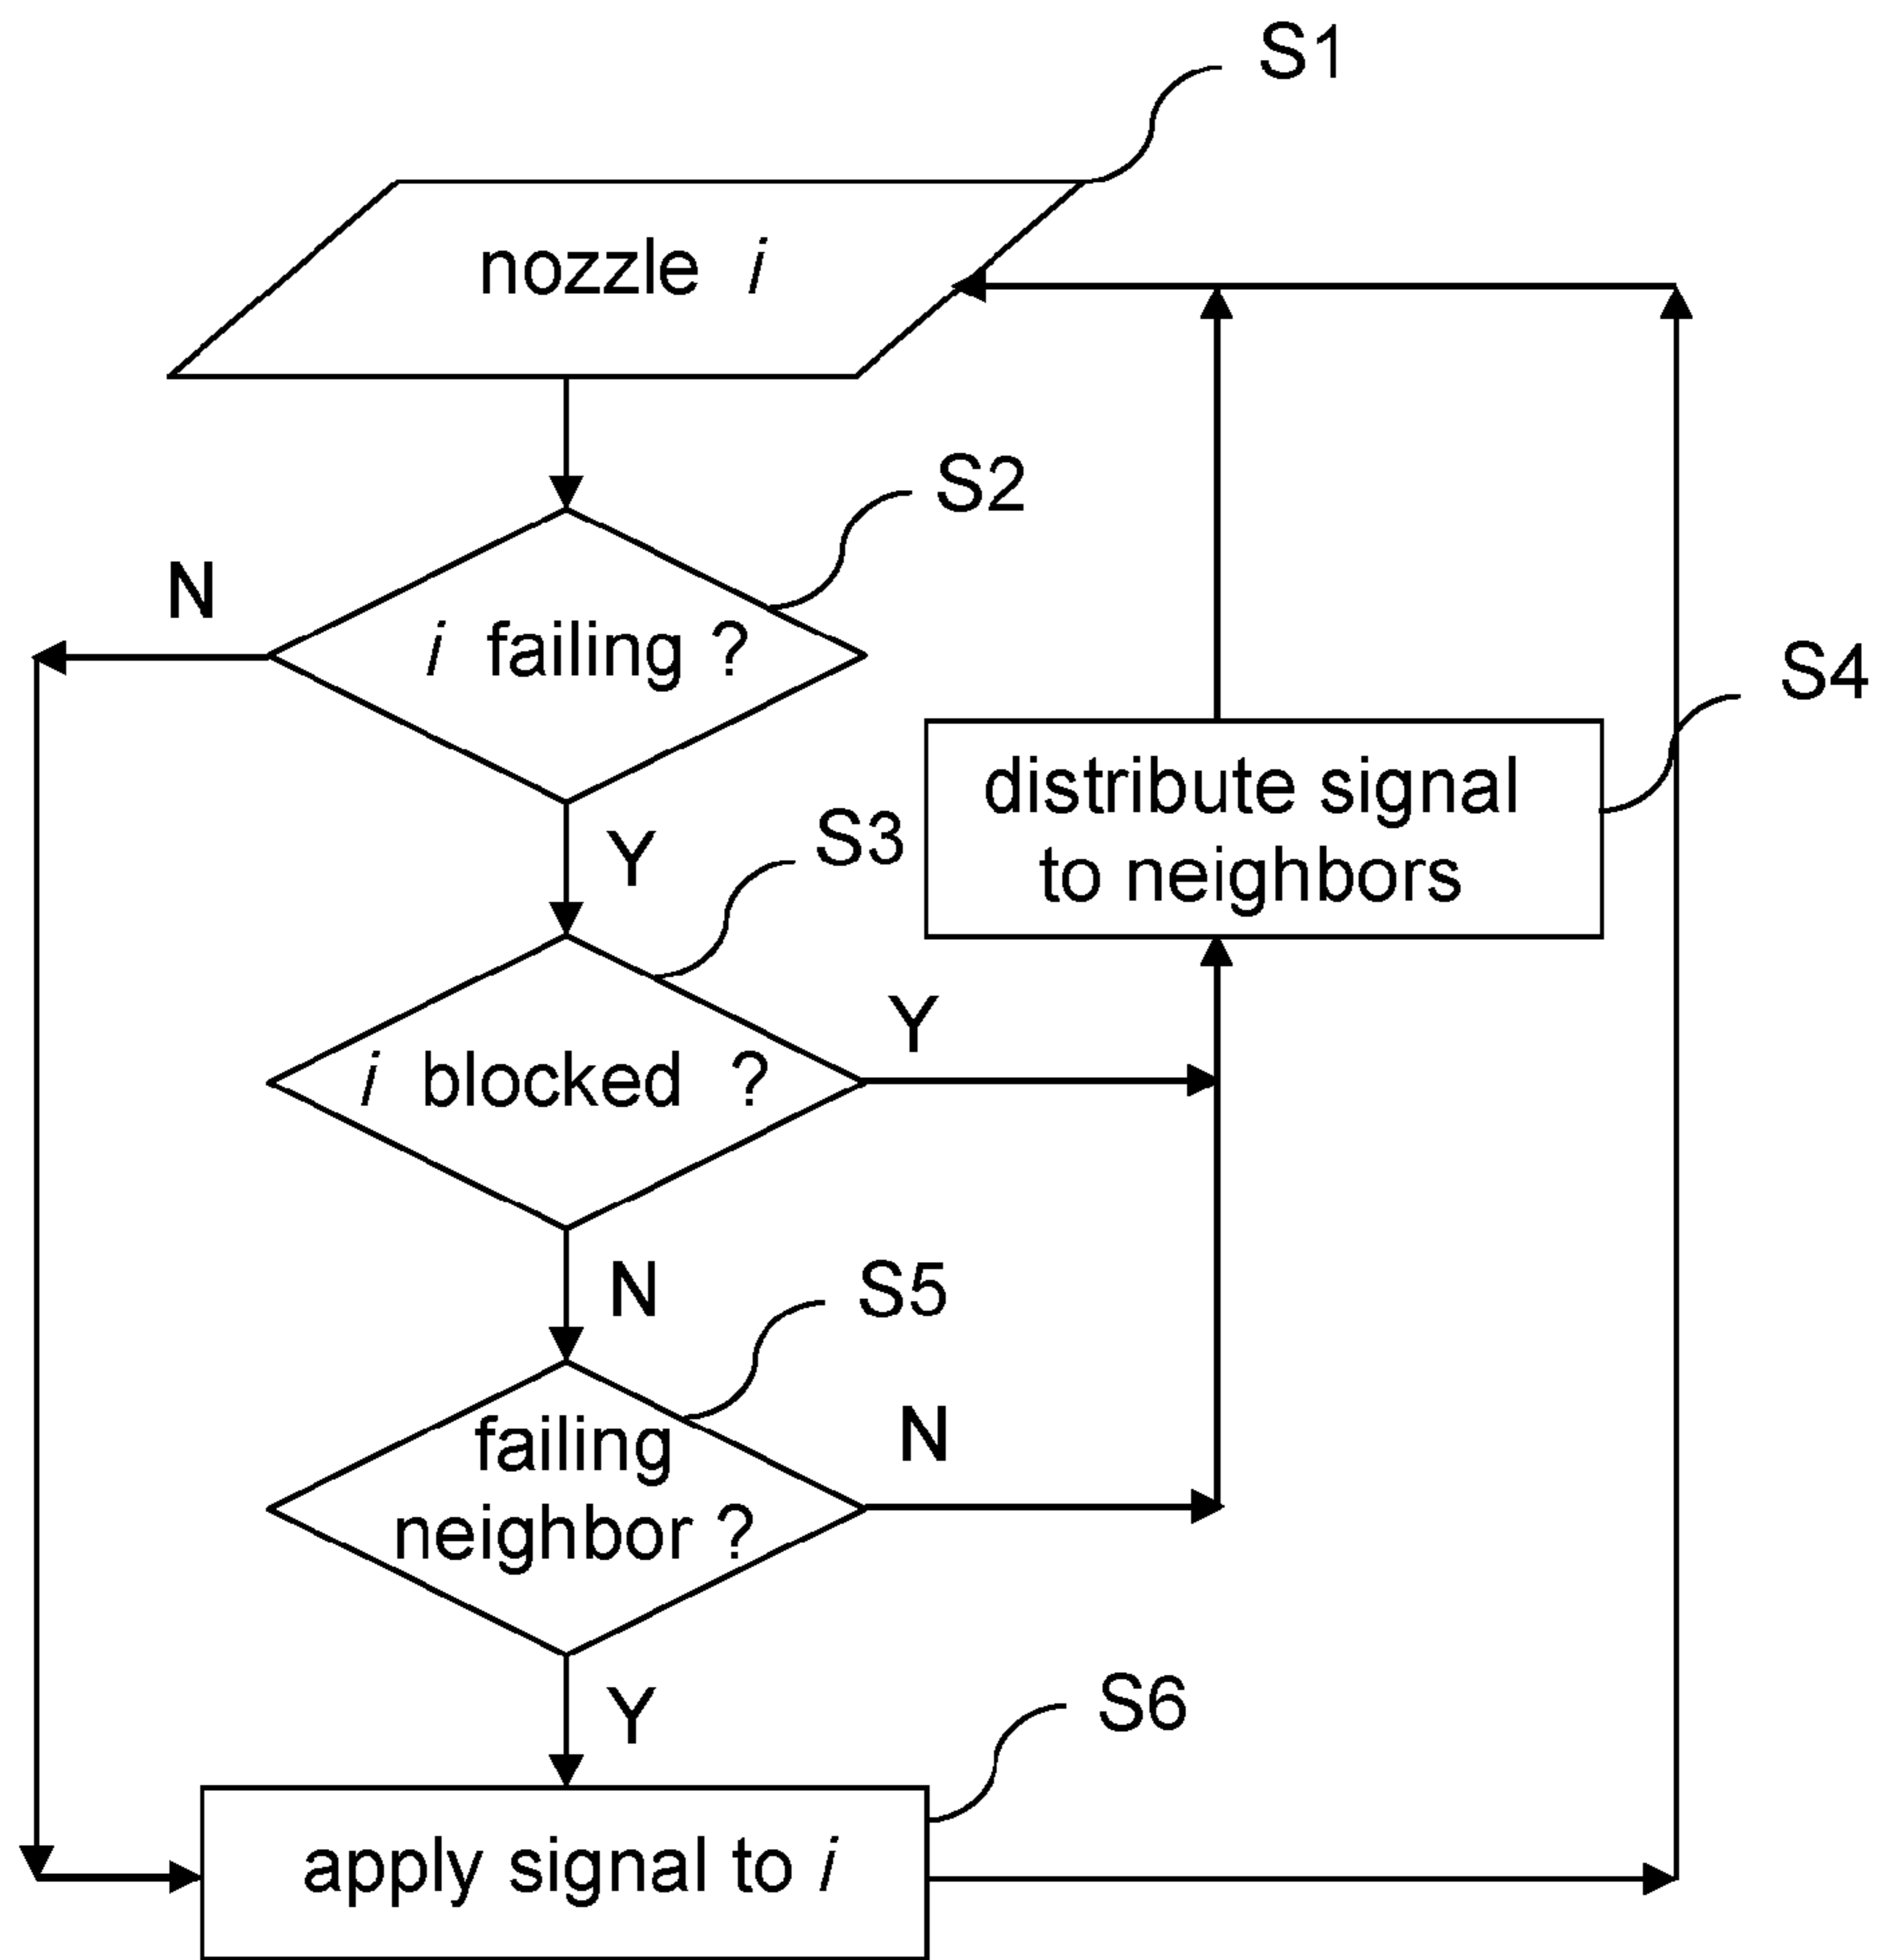 S1
nozzle i
S2
N
i failing ?
S4
distribute signal
to neighbors
S3
Y
Y
i blocked ?
S5
N
N
failing
neighbor ?
S6
Y
apply signal to i